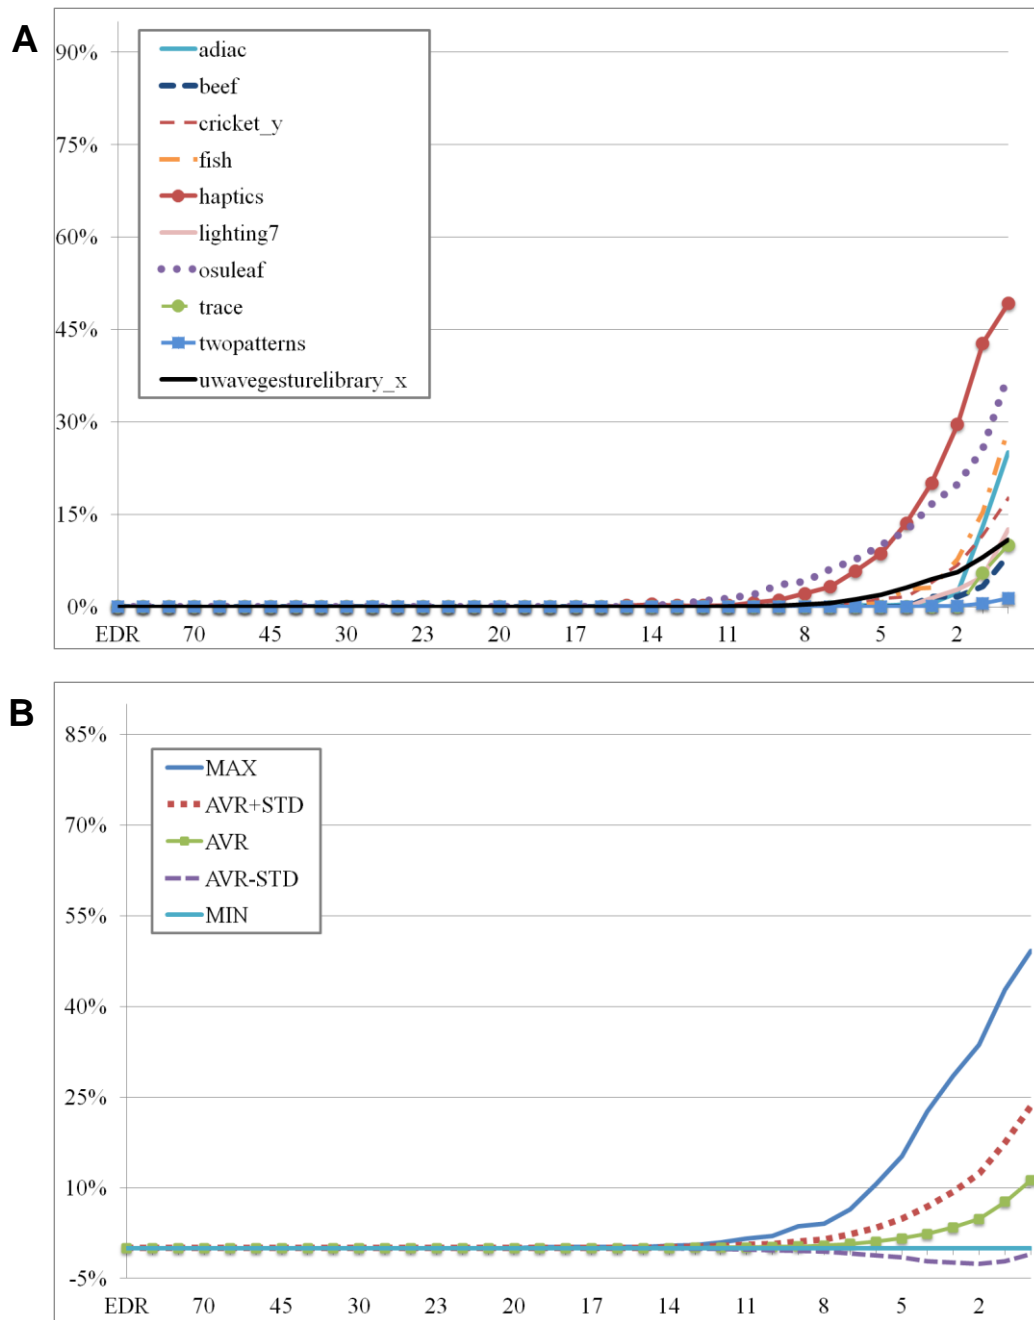 A
90%
75%
60%
45%
30%
15%
0%
adiac
beef
cricket_y
fish
haptics
lighting7
osuleaf
trace
twopatterns
uwavegesturelibrary_x
EDR 70 45 30 23 20 17 14 11 8 5 2
B
85%
70%
55%
40%
25%
10%
-5%
MAX
AVR+STD
AVR
AVR-STD
MIN
EDR 70 45 30 23 20 17 14 11 8 5 2